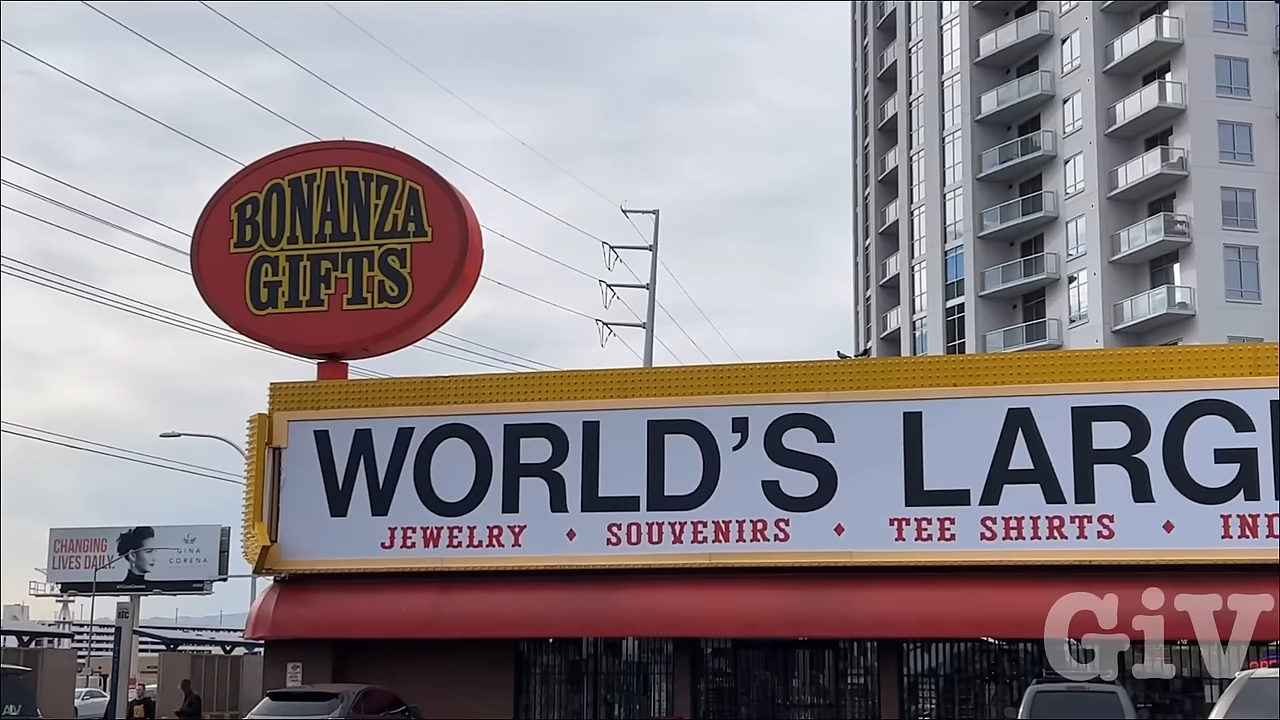 BONANZA
GIFTS
WORLD'S LARG
JEWELRY ♦ SOUVENIRS ♦ TEE SHIRTS ♦ IND
CHANGING
LIVES DAILY.
GINA
CORENA
GiV